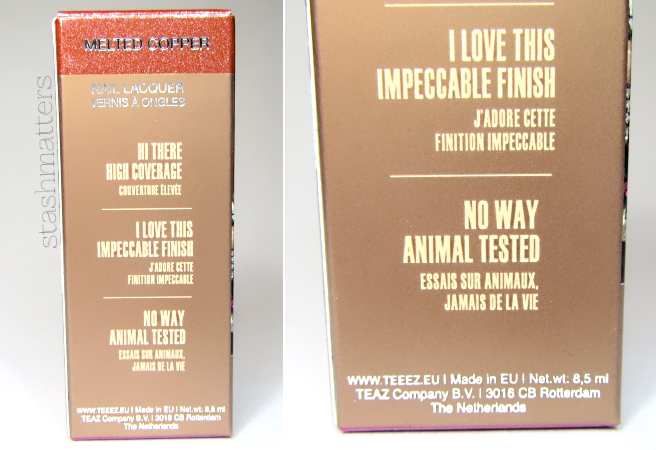 stashmatters
MELTED COPPER
NAIL LACQUER
VERNIS À ONGLES
HI THERE
HIGH COVERAGE
COUVERTURE ÉLEVÉE
I LOVE THIS
IMPECCABLE FINISH
J'ADORE CETTE
FINITION IMPECCABLE
NO WAY
ANIMAL TESTED
ESSAIS SUR ANIMAUX,
JAMAIS DE LA VIE
WWW.TEEEZ.EU | Made in EU | Net.wt. 8,5 ml
TEAZ Company B.V. | 3016 CB Rotterdam
The Netherlands
I LOVE THIS
IMPECCABLE FINISH
J'ADORE CETTE
FINITION IMPECCABLE
NO WAY
ANIMAL TESTED
ESSAIS SUR ANIMAUX,
JAMAIS DE LA VIE
WWW.TEEEZ.EU | Made in EU | Net.wt. 8,5 ml
TEAZ Company B.V. | 3016 CB Rotterdam
The Netherlands